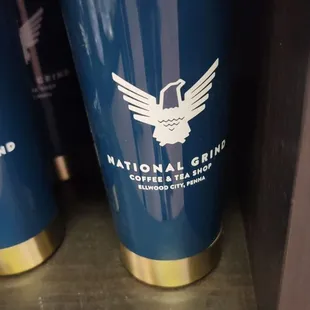 NATIONAL GRIND
COFFEE & TEA SHOP
ELLWOOD CITY, PENNA